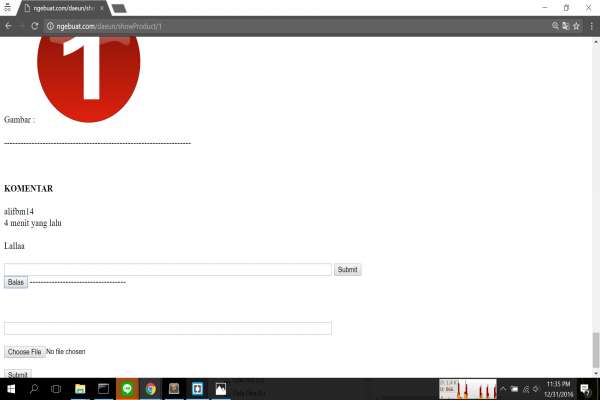 ngebuat.com/daeun/sho
ngebuat.com/daeun/showProduct/1
1
Gambar :
----------------------------------------------------------------------
KOMENTAR
alifbm14
4 menit yang lalu
Lallaa
Submit
Balas ------------------------------------
Choose File No file chosen
Submit
11:35 PM
12/31/2016